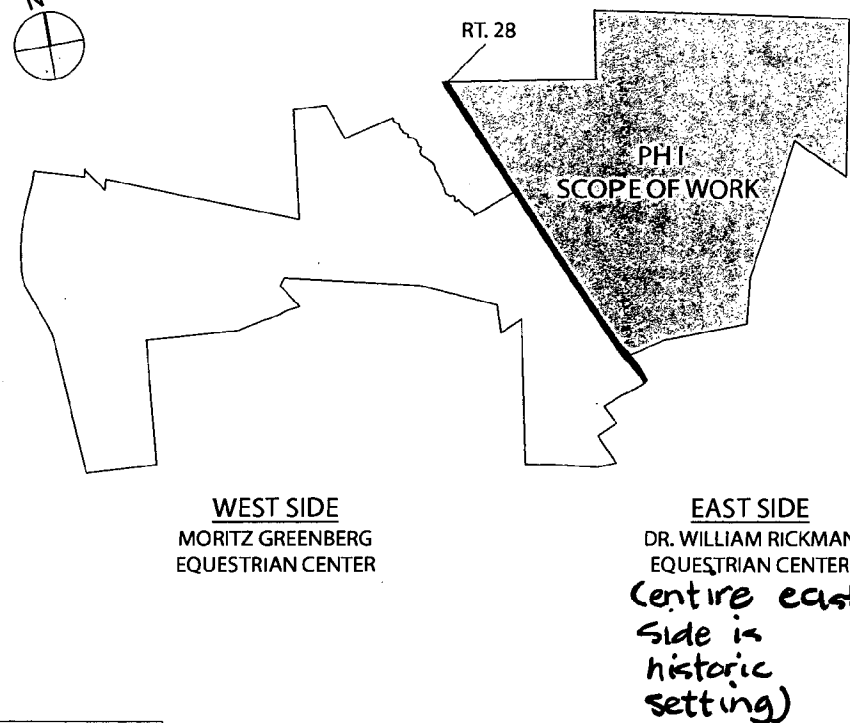 N
RT. 28
PH I
SCOPE OF WORK
WEST SIDE
MORITZ GREENBERG
EQUESTRIAN CENTER
EAST SIDE
DR. WILLIAM RICKMAN
EQUESTRIAN CENTER
(entire east
side is
historic
setting)